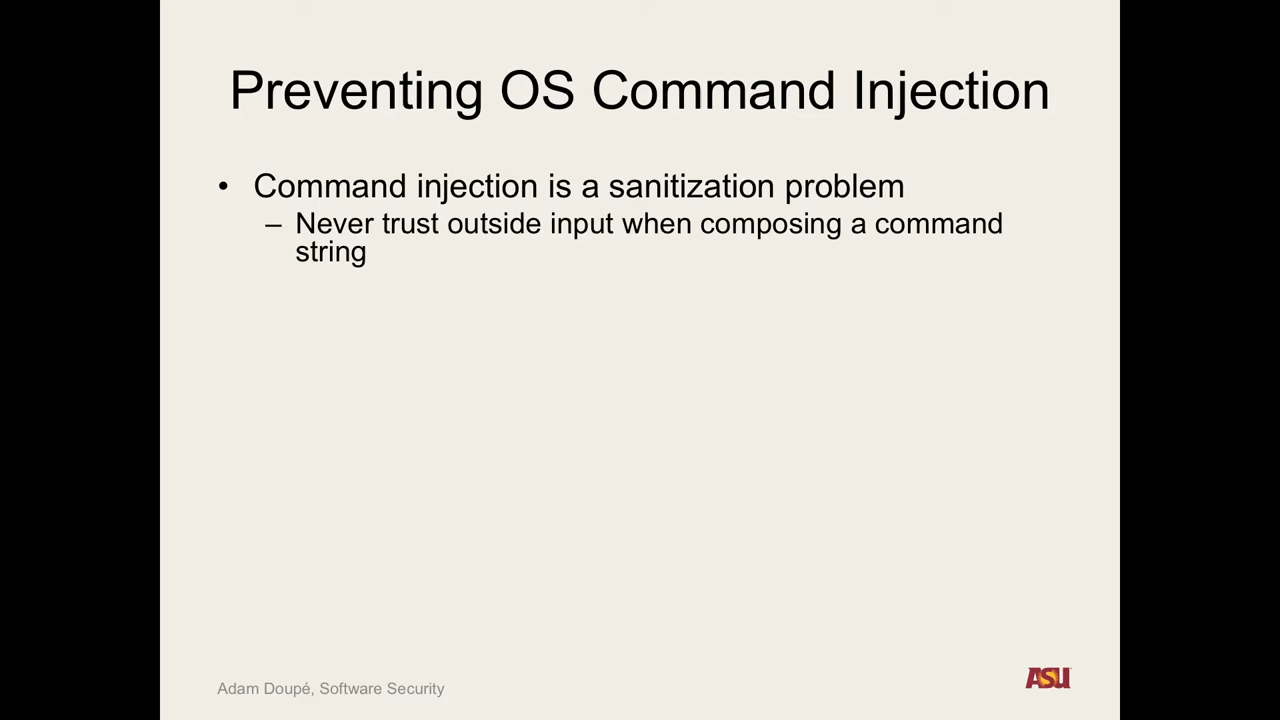 Preventing OS Command Injection
• Command injection is a sanitization problem
– Never trust outside input when composing a command
string
Adam Doupé, Software Security
ASU